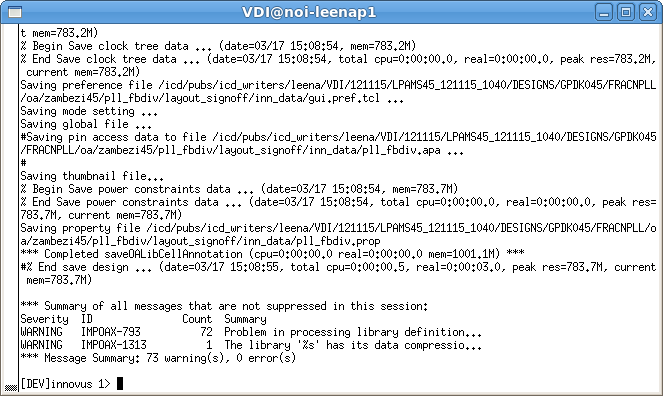 VDI@noi-leenap1
t mem=783.2M)
% Begin Save clock tree data ... (date=03/17 15:08:54, mem=783.2M)
% End Save clock tree data ... (date=03/17 15:08:54, total cpu=0:00:00.0, real=0:00:00.0, peak res=783.2M,
 current mem=783.2M)
Saving preference file /icd/pubs/icd_writers/leena/VDI/121115/LPAMS45_121115_1040/DESIGNS/GPDK045/FRACNPLL
/oa/zambezi45/pll_fbdiv/layout_signoff/inn_data/gui.pref.tcl ...
Saving mode setting ...
Saving global file ...
#Saving pin access data to file /icd/pubs/icd_writers/leena/VDI/121115/LPAMS45_121115_1040/DESIGNS/GPDK045
/FRACNPLL/oa/zambezi45/pll_fbdiv/layout_signoff/inn_data/pll_fbdiv.apa ...
#
Saving thumbnail file...
% Begin Save power constraints data ... (date=03/17 15:08:54, mem=783.7M)
% End Save power constraints data ... (date=03/17 15:08:54, total cpu=0:00:00.0, real=0:00:00.0, peak res=
783.7M, current mem=783.7M)
Saving property file /icd/pubs/icd_writers/leena/VDI/121115/LPAMS45_121115_1040/DESIGNS/GPDK045/FRACNPLL/o
a/zambezi45/pll_fbdiv/layout_signoff/inn_data/pll_fbdiv.prop
*** Completed saveOALibCellAnnotation (cpu=0:00:00.0 real=0:00:00.0 mem=1001.1M) ***
#% End save design ... (date=03/17 15:08:55, total cpu=0:00:00.5, real=0:00:03.0, peak res=783.7M, current
 mem=783.7M)

*** Summary of all messages that are not suppressed in this session:
Severity  ID               Count  Summary
WARNING   IMPOAX-793          72  Problem in processing library definition...
WARNING   IMPOAX-1313          1  The library '%s' has its data compressio...
*** Message Summary: 73 warning(s), 0 error(s)

[DEV]innovus 1>